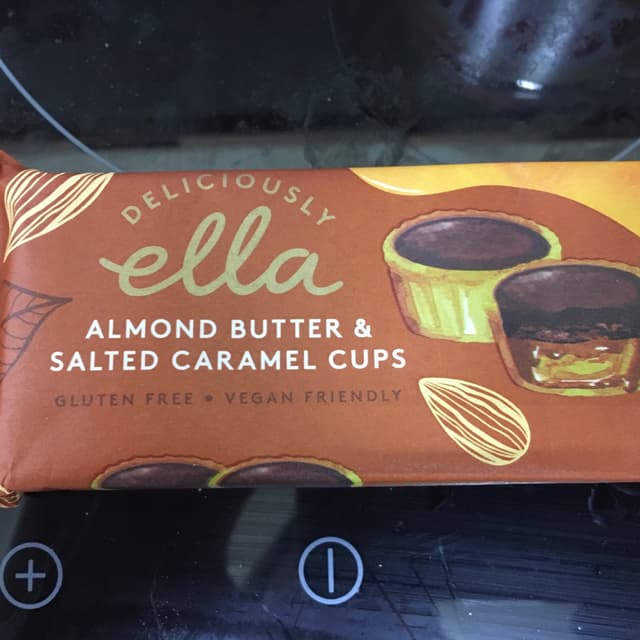 DELICIOUSLY
ella
ALMOND BUTTER &
SALTED CARAMEL CUPS
GLUTEN FREE • VEGAN FRIENDLY